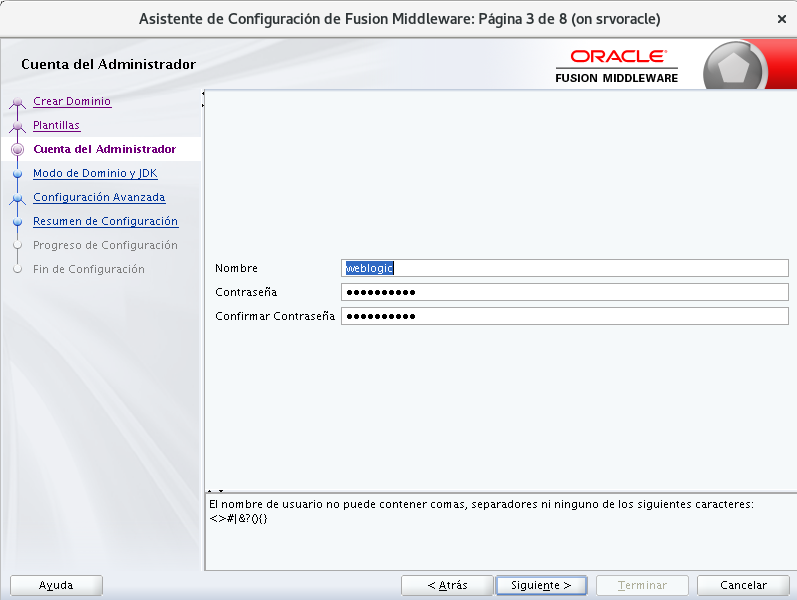 Asistente de Configuración de Fusion Middleware: Página 3 de 8 (on srvoracle)
Cuenta del Administrador
ORACLE
FUSION MIDDLEWARE
Crear Dominio
Plantillas
Cuenta del Administrador
Modo de Dominio y JDK
Configuración Avanzada
Resumen de Configuración
Progreso de Configuración
Fin de Configuración
Nombre weblogic
Contraseña ●●●●●●●●●●
Confirmar Contraseña ●●●●●●●●●●
El nombre de usuario no puede contener comas, separadores ni ninguno de los siguientes caracteres:
<>#|&?(){}
Ayuda < Atrás Siguiente > Terminar Cancelar